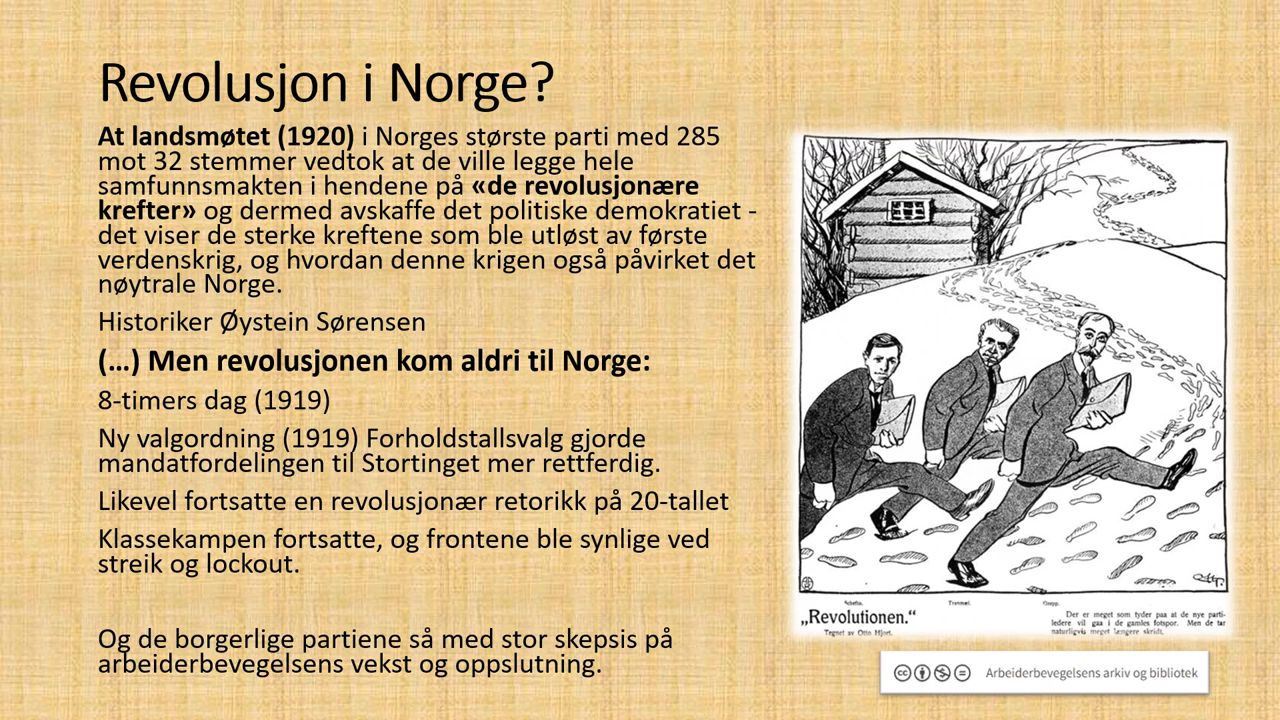 Revolusjon i Norge?
At landsmøtet (1920) i Norges største parti med 285
mot 32 stemmer vedtok at de ville legge hele
samfunnsmakten i hendene på «de revolusjonære
krefter» og dermed avskaffe det politiske demokratiet -
det viser de sterke kreftene som ble utløst av første
verdenskrig, og hvordan denne krigen også påvirket det
nøytrale Norge.
Historiker Øystein Sørensen
(...) Men revolusjonen kom aldri til Norge:
8-timers dag (1919)
Ny valgordning (1919) Forholdstallsvalg gjorde
mandatfordelingen til Stortinget mer rettferdig.
Likevel fortsatte en revolusjonær retorikk på 20-tallet
Klassekampen fortsatte, og frontene ble synlige ved
streik og lockout.
Og de borgerlige partiene så med stor skepsis på
arbeiderbevegelsens vekst og oppslutning.
Scheflo. Tranmæl. Grepp.
„Revolutionen.“
Tegnet av Otto Hjort.
Der er meget som tyder paa at de nye parti-
ledere vil gaa i de gamles fotspor. Men de tar
naturligvis meget længere skridt.
Arbeiderbevegelsens arkiv og bibliotek